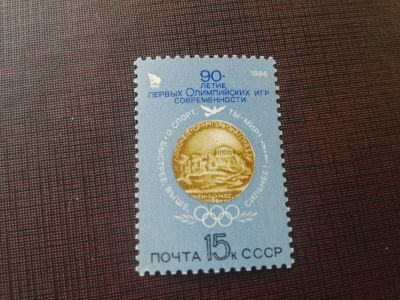 1986
90-
ЛЕТИЕ
ПЕРВЫХ ОЛИМПИЙСКИХ ИГР
СОВРЕМЕННОСТИ
О СПОРТ, ТЫ-МИР!
БЫСТРЕЕ, ВЫШЕ, СИЛЬНЕЕ!
ПОЧТА 15к СССР